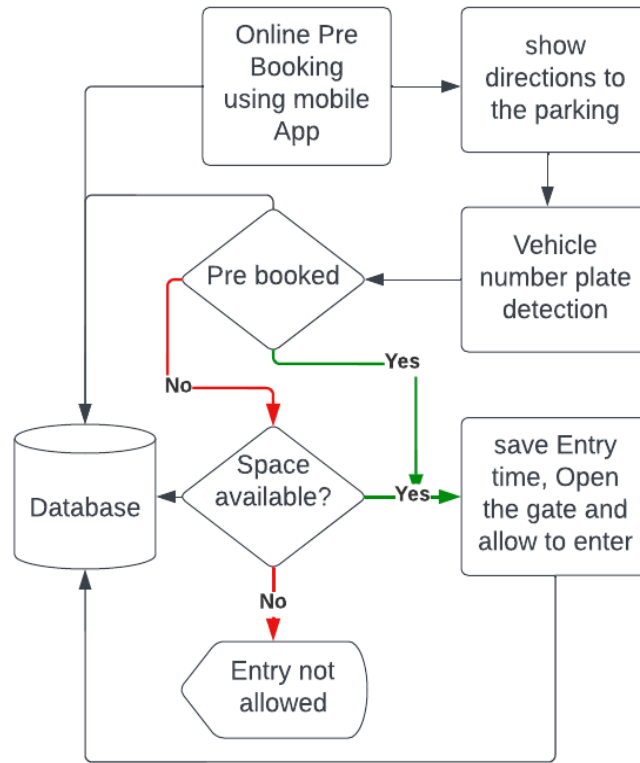 Online Pre
Booking
using mobile
App
show
directions to
the parking
Vehicle
number plate
detection
Pre booked
Yes
No
Database
Space
available?
Yes
save Entry
time, Open
the gate and
allow to enter
No
Entry not
allowed